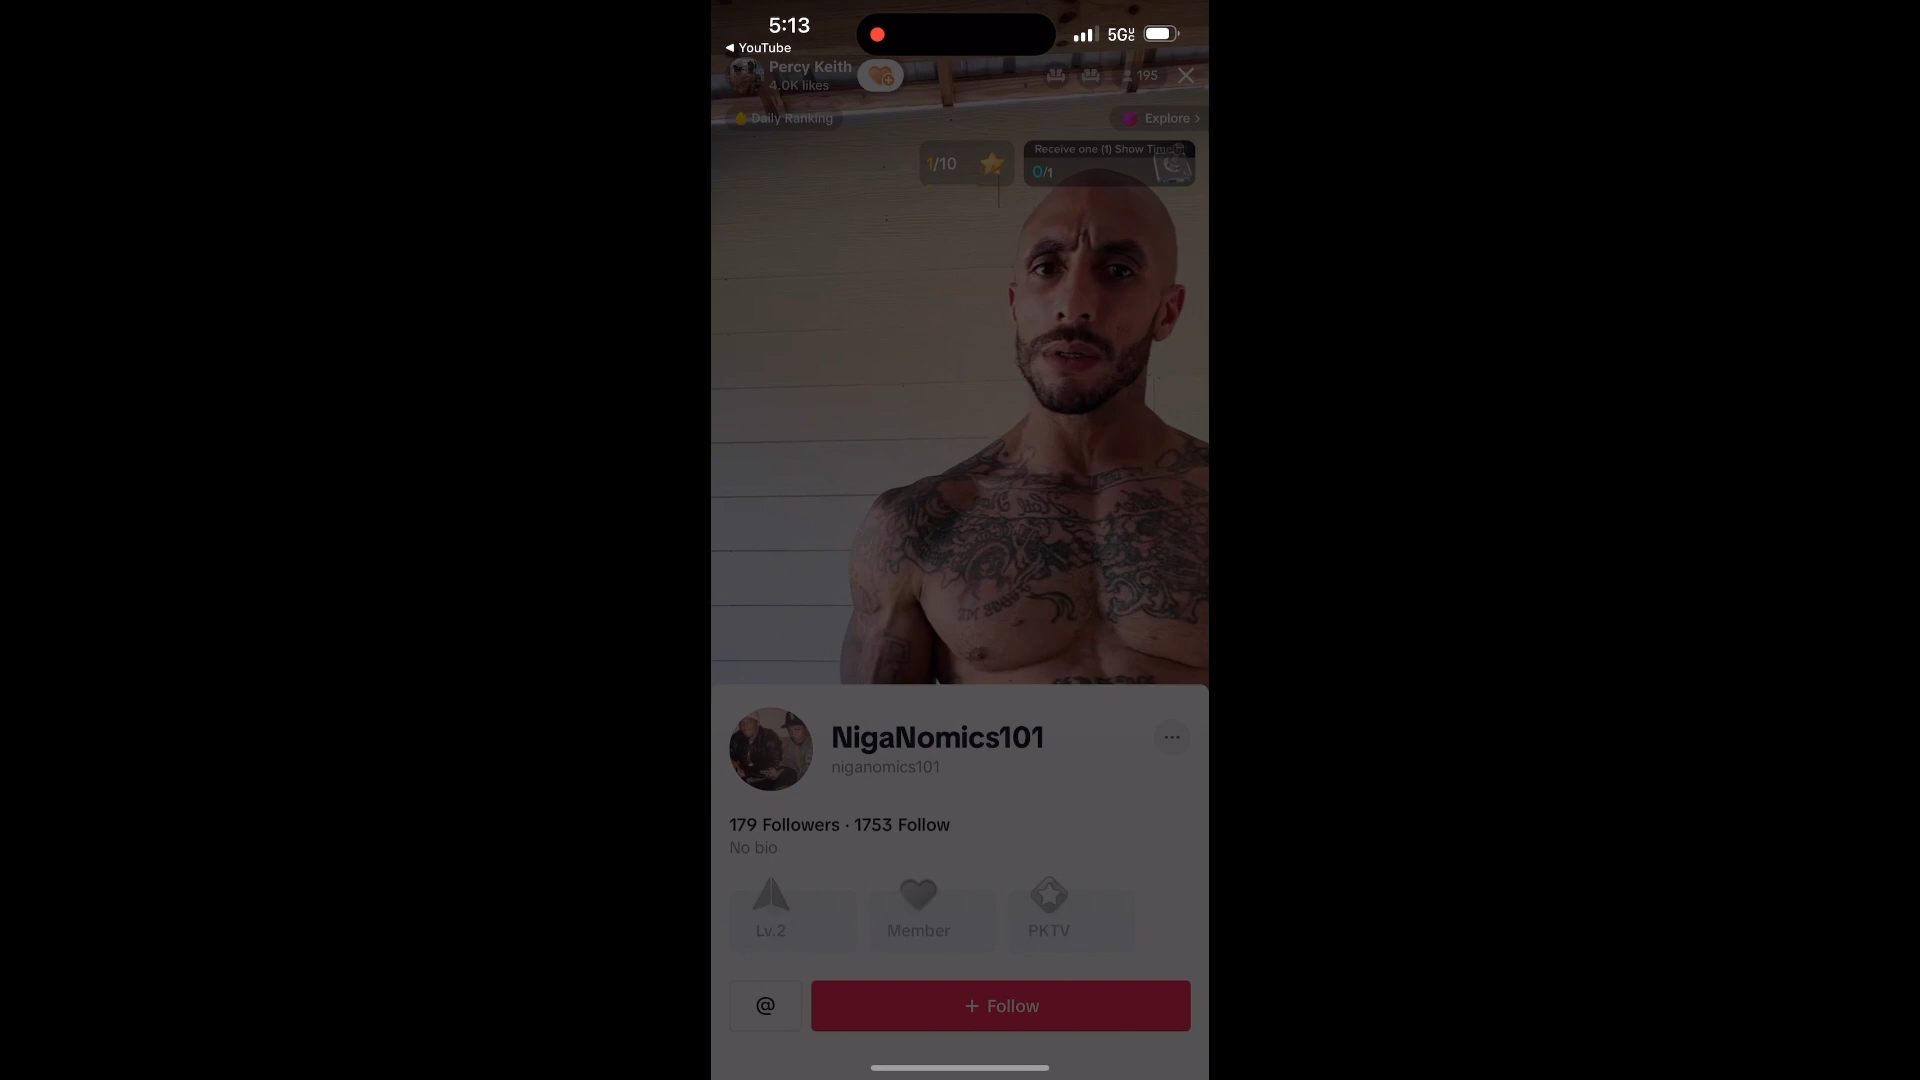 5:13
5G
◀ YouTube
Percy Keith
4.0K likes
195
Daily Ranking
Explore >
1/10
Receive one (1) Show Time
0/1
NigaNomics101
niganomics101
179 Followers · 1753 Follow
No bio
Lv.2
Member
PKTV
@
+ Follow